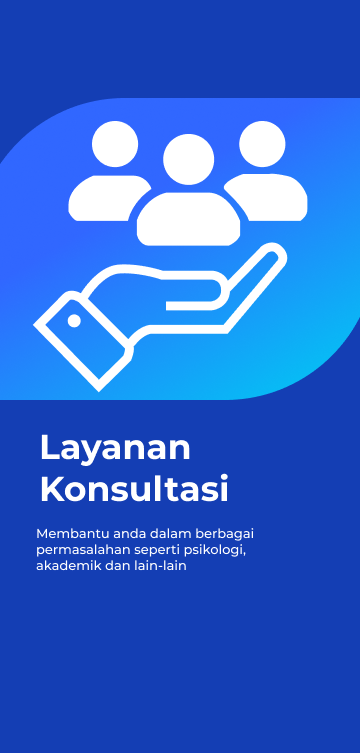 Layanan
Konsultasi
Membantu anda dalam berbagai
permasalahan seperti psikologi,
akademik dan lain-lain